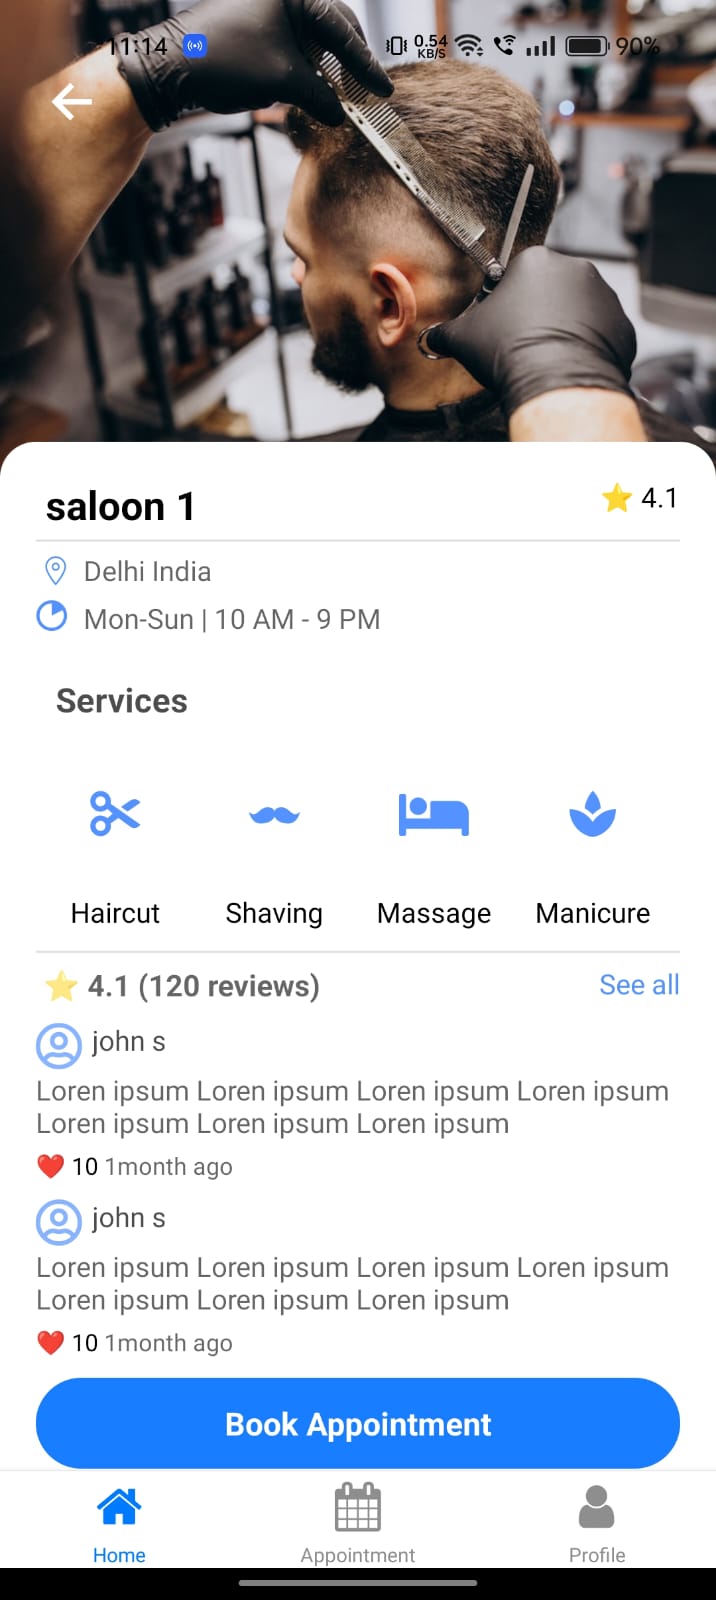 11:14 0.54 KB/S 90%
saloon 1 4.1
Delhi India
Mon-Sun | 10 AM - 9 PM
Services
Haircut Shaving Massage Manicure
4.1 (120 reviews) See all
john s
Loren ipsum Loren ipsum Loren ipsum Loren ipsum
Loren ipsum Loren ipsum Loren ipsum
10 1month ago
john s
Loren ipsum Loren ipsum Loren ipsum Loren ipsum
Loren ipsum Loren ipsum Loren ipsum
10 1month ago
Book Appointment
Home Appointment Profile